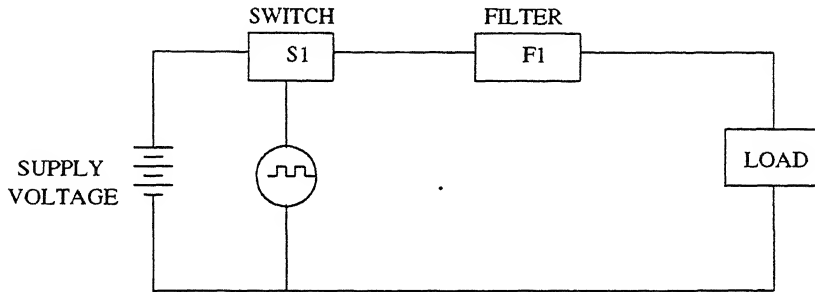 SWITCH
FILTER
S1
F1
LOAD
SUPPLY
VOLTAGE